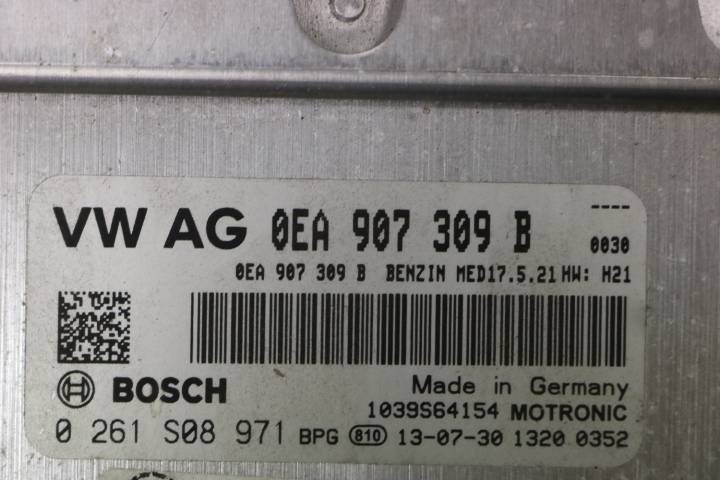 VW AG 0EA 907 309 B ----
0030
0EA 907 309 B BENZIN MED17.5.21 HW: H21
BOSCH Made in Germany
1039S64154 MOTRONIC
0 261 S08 971 BPG 810 13-07-30 1320 0352